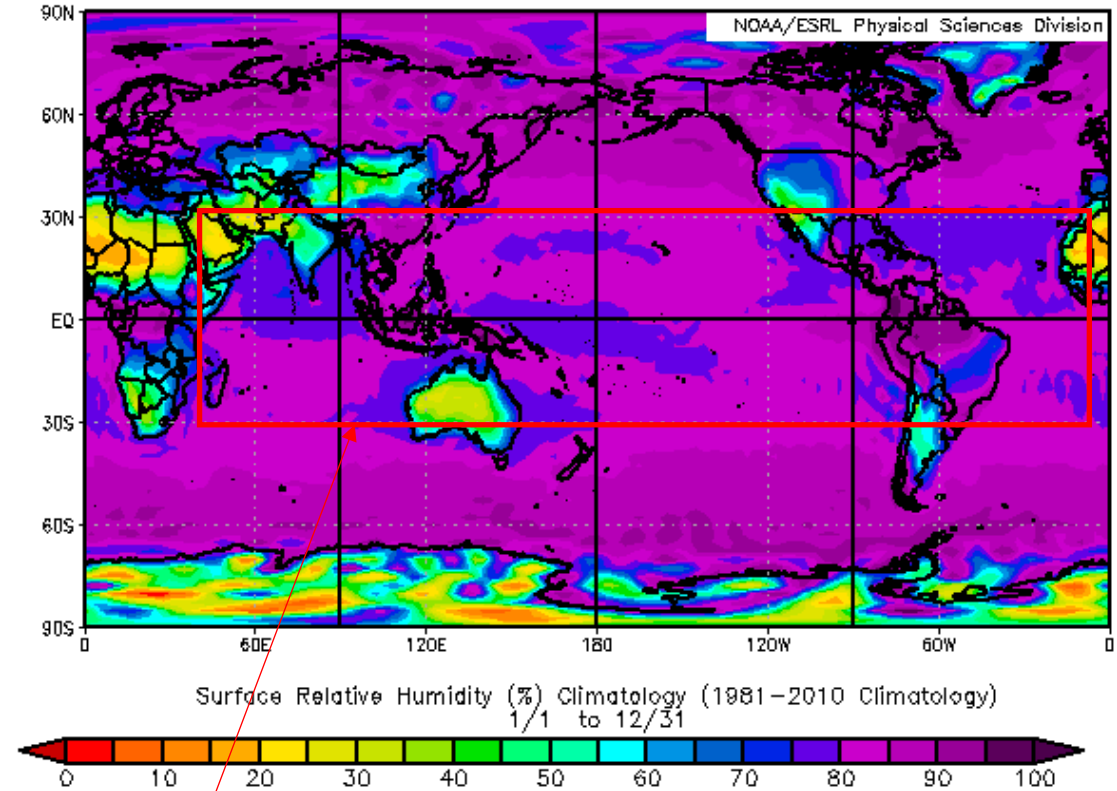 90N
NOAA/ESRL Physical Sciences Division
60N
30N
EQ
30S
60S
90S
0 60E 120E 180 120W 60W 0
Surface Relative Humidity (%) Climatology (1981-2010 Climatology)
1/1 to 12/31
0 10 20 30 40 50 60 70 80 90 100